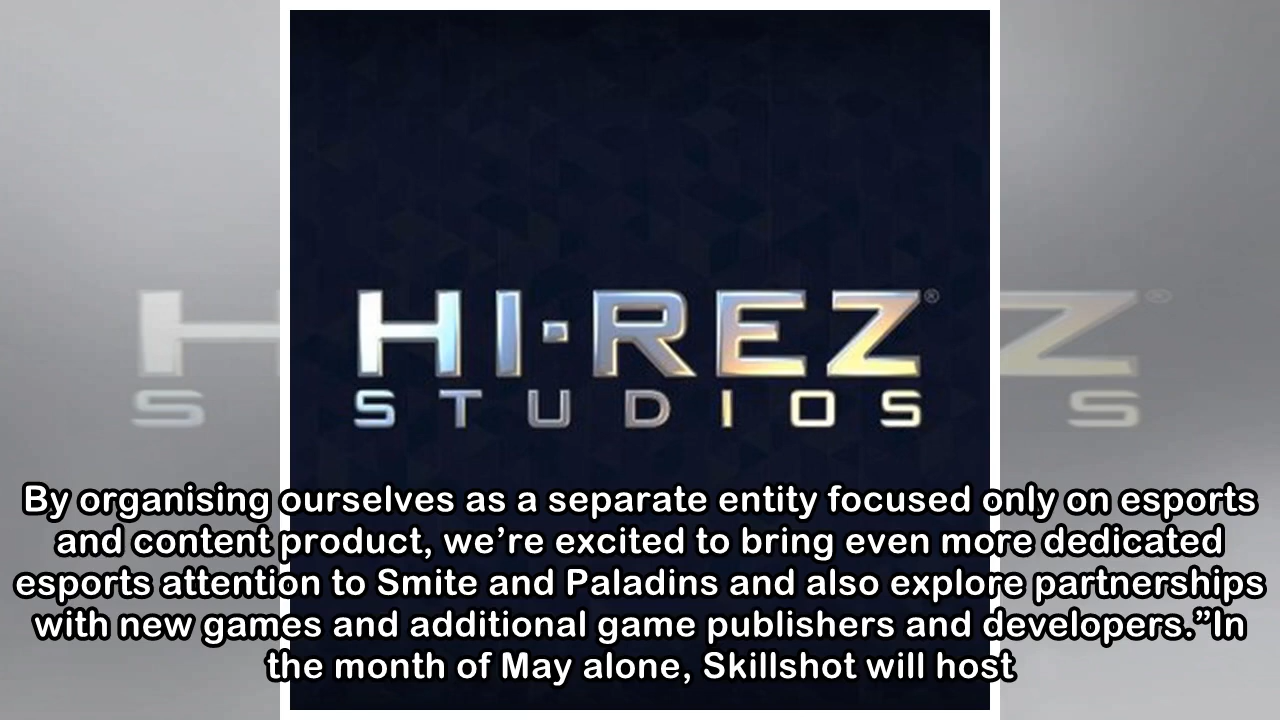 HI-REZ®
STUDIOS
By organising ourselves as a separate entity focused only on esports
and content product, we’re excited to bring even more dedicated
esports attention to Smite and Paladins and also explore partnerships
with new games and additional game publishers and developers.”In
the month of May alone, Skillshot will host